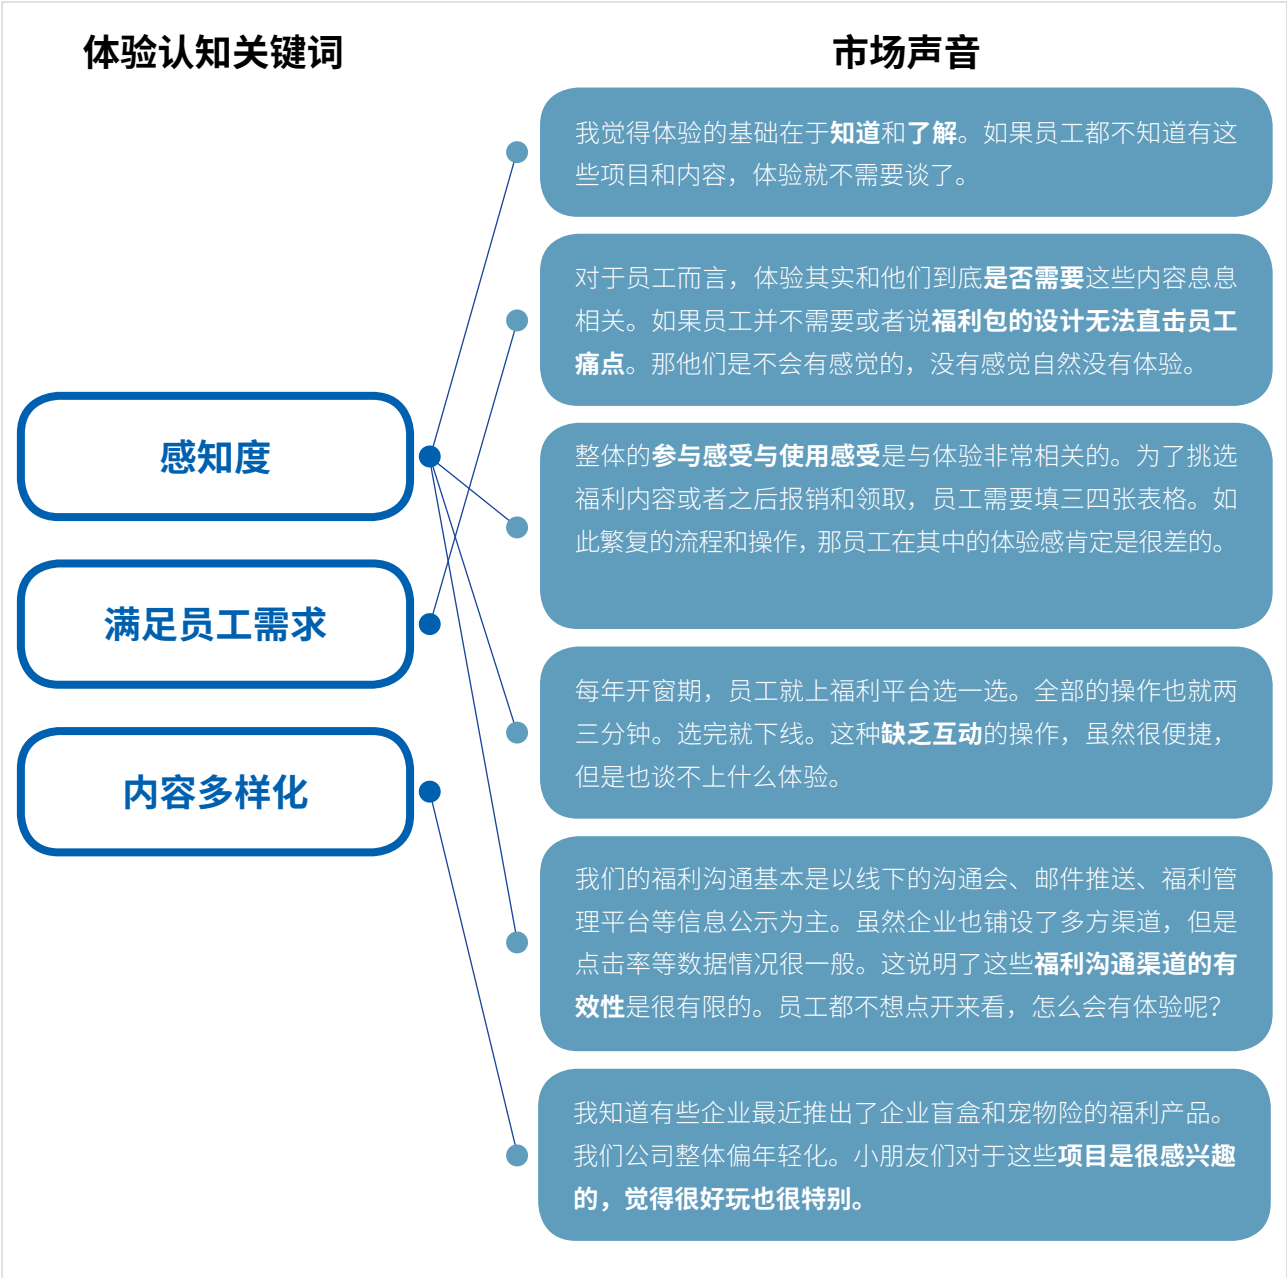 体验认知关键词
市场声音
感知度
满足员工需求
内容多样化
我觉得体验的基础在于知道和了解。如果员工都不知道有这
些项目和内容，体验就不需要谈了。
对于员工而言，体验其实和他们到底是否需要这些内容息息
相关。如果员工并不需要或者说福利包的设计无法直击员工
痛点。那他们是不会有感觉的，没有感觉自然没有体验。
整体的参与感受与使用感受是与体验非常相关的。为了挑选
福利内容或者之后报销和领取，员工需要填三四张表格。如
此繁复的流程和操作，那员工在其中的体验感肯定是很差的。
每年开窗期，员工就上福利平台选一选。全部的操作也就两
三分钟。选完就下线。这种缺乏互动的操作，虽然很便捷，
但是也谈不上什么体验。
我们的福利沟通基本是以线下的沟通会、邮件推送、福利管
理平台等信息公示为主。虽然企业也铺设了多方渠道，但是
点击率等数据情况很一般。这说明了这些福利沟通渠道的有
效性是很有限的。员工都不想点开来看，怎么会有体验呢？
我知道有些企业最近推出了企业盲盒和宠物险的福利产品。
我们公司整体偏年轻化。小朋友们对于这些项目是很感兴趣
的，觉得很好玩也很特别。